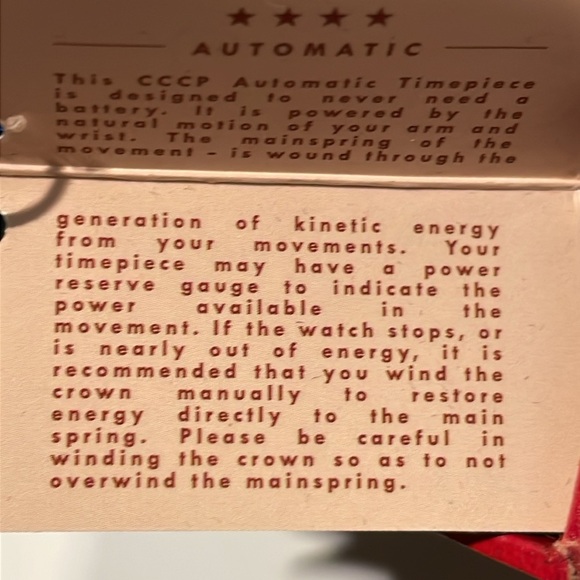 AUTOMATIC
This CCCP Automatic Timepiece
is designed to never need a
battery. It is powered by the
natural motion of your arm and
wrist. The mainspring of the
movement - is wound through the
generation of kinetic energy
from your movements. Your
timepiece may have a power
reserve gauge to indicate the
power available in the
movement. If the watch stops, or
is nearly out of energy, it is
recommended that you wind the
crown manually to restore
energy directly to the main
spring. Please be careful in
winding the crown so as to not
overwind the mainspring.